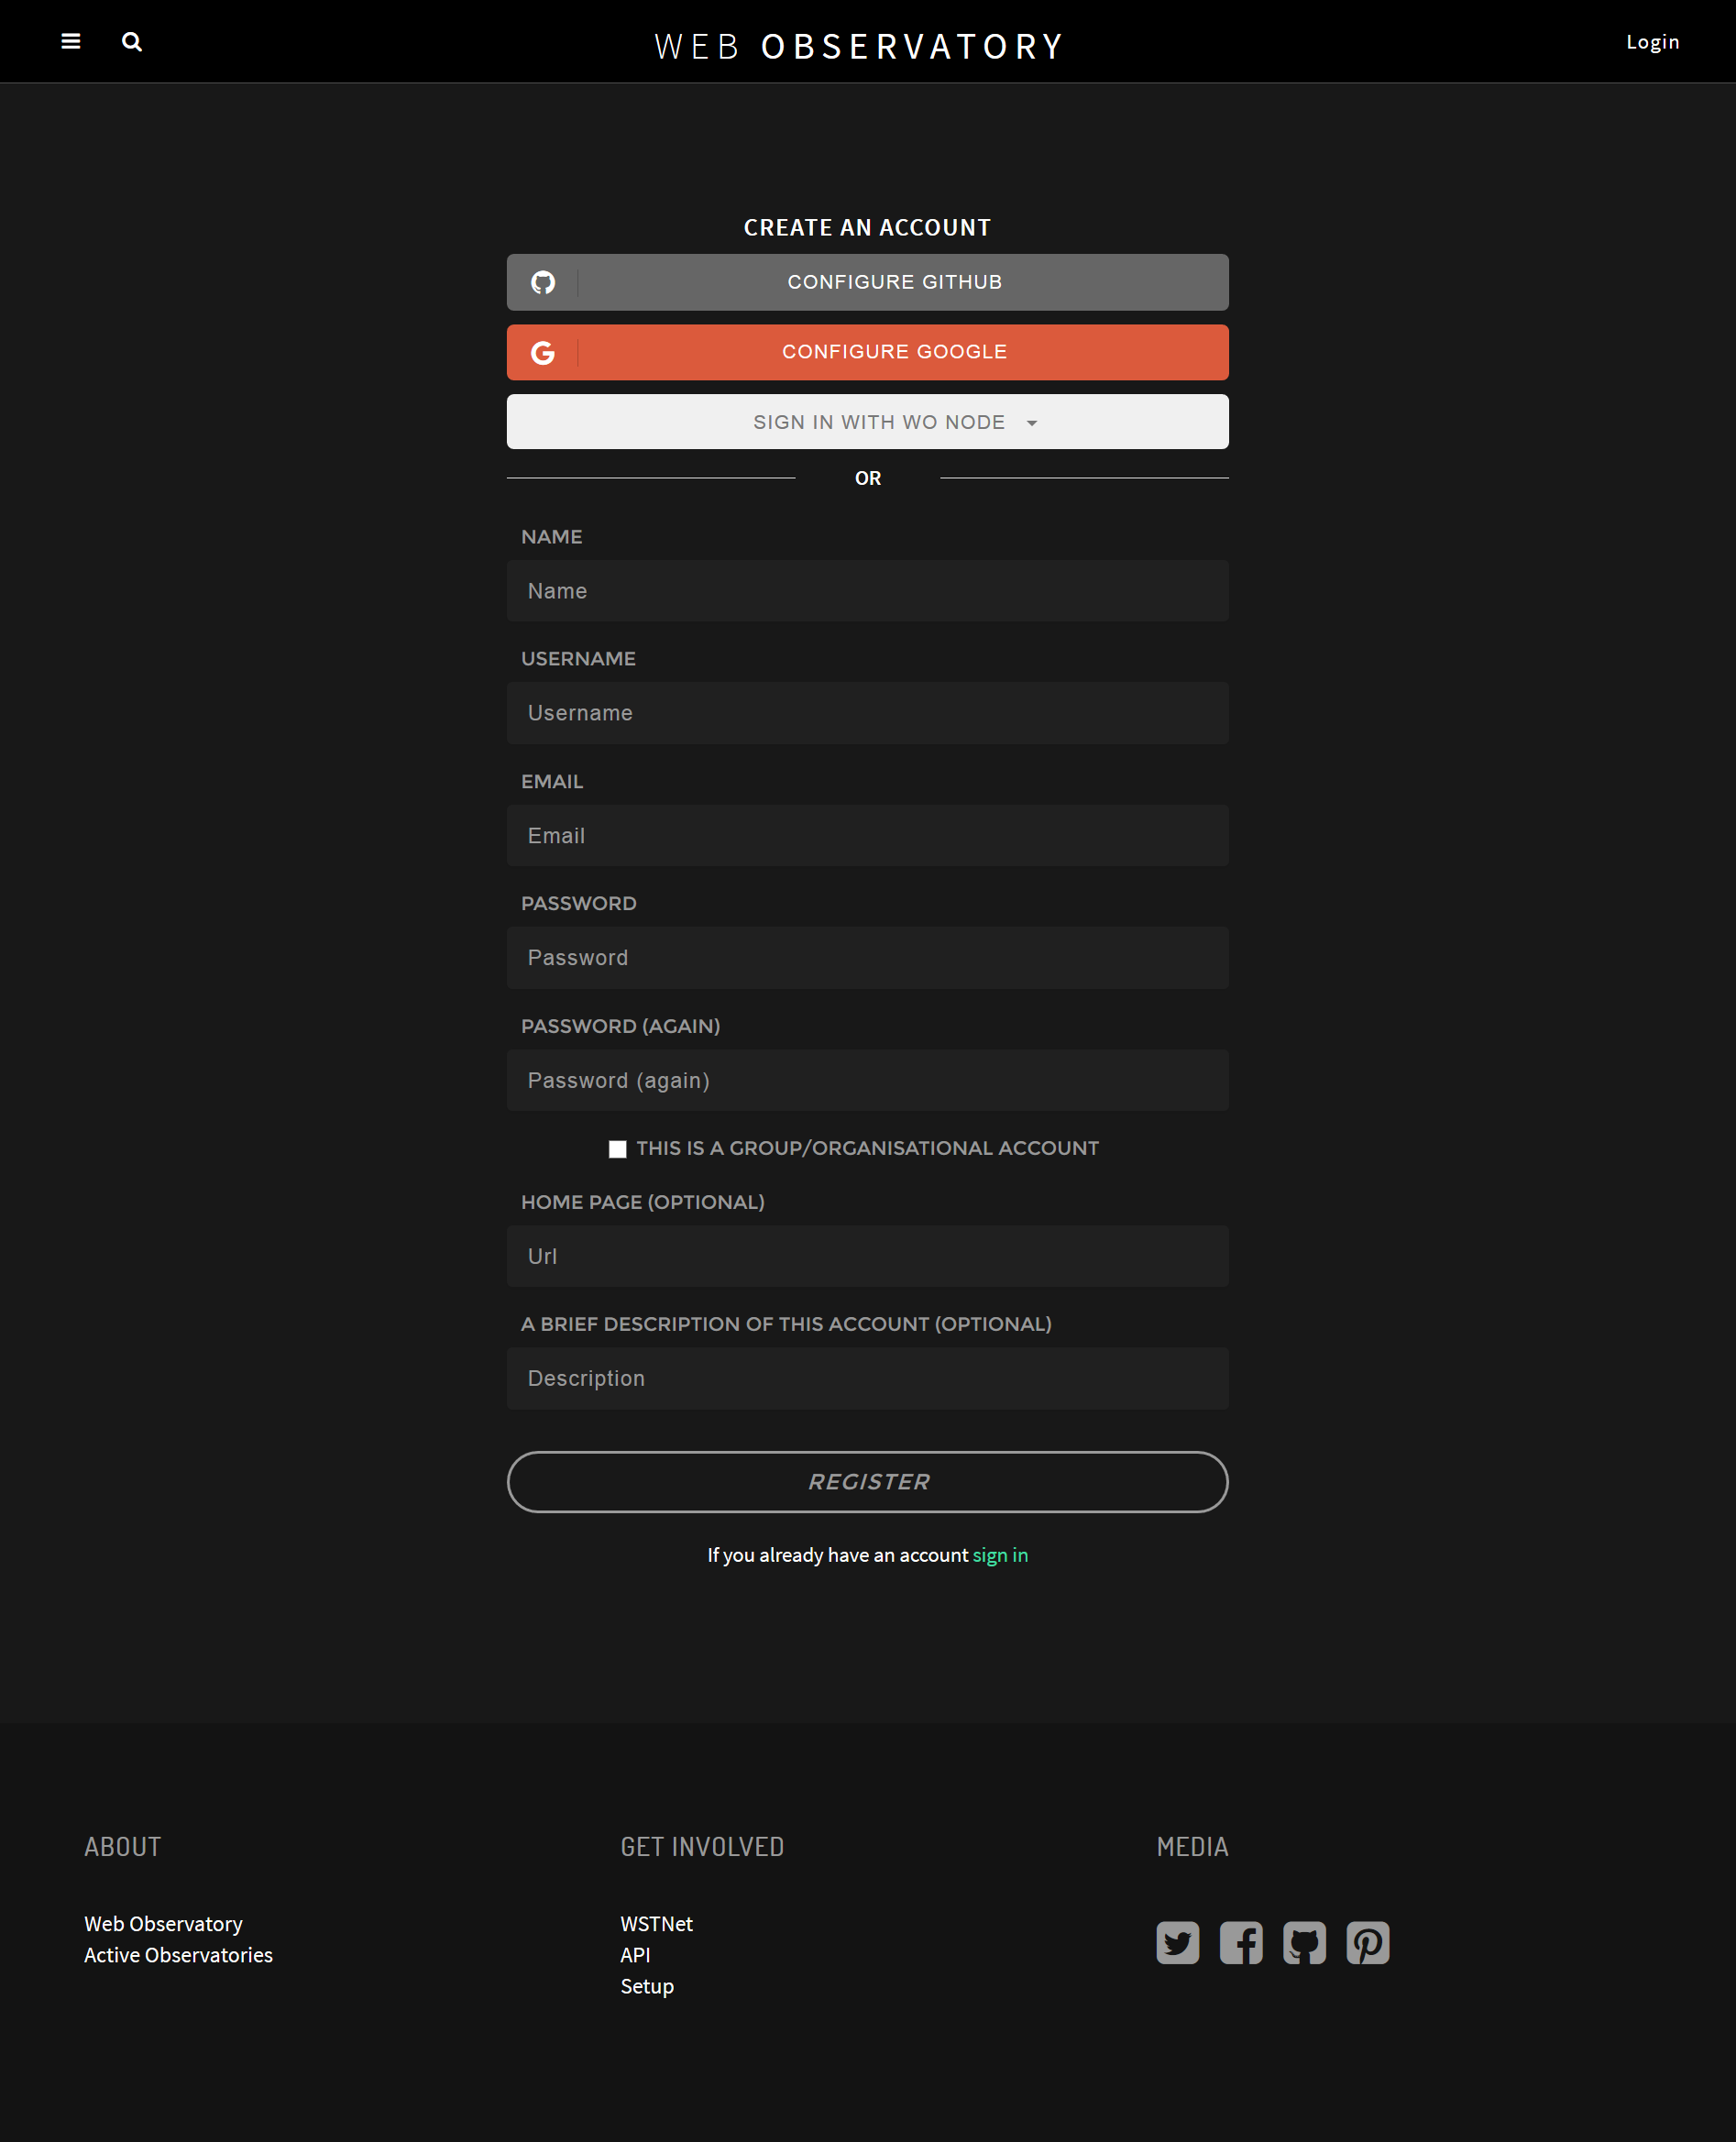 WEB OBSERVATORY
Login
CREATE AN ACCOUNT
CONFIGURE GITHUB
CONFIGURE GOOGLE
SIGN IN WITH WO NODE
OR
NAME
Name
USERNAME
Username
EMAIL
Email
PASSWORD
Password
PASSWORD (AGAIN)
Password (again)
THIS IS A GROUP/ORGANISATIONAL ACCOUNT
HOME PAGE (OPTIONAL)
Url
A BRIEF DESCRIPTION OF THIS ACCOUNT (OPTIONAL)
Description
REGISTER
If you already have an account sign in
ABOUT
Web Observatory
Active Observatories
GET INVOLVED
WSTNet
API
Setup
MEDIA